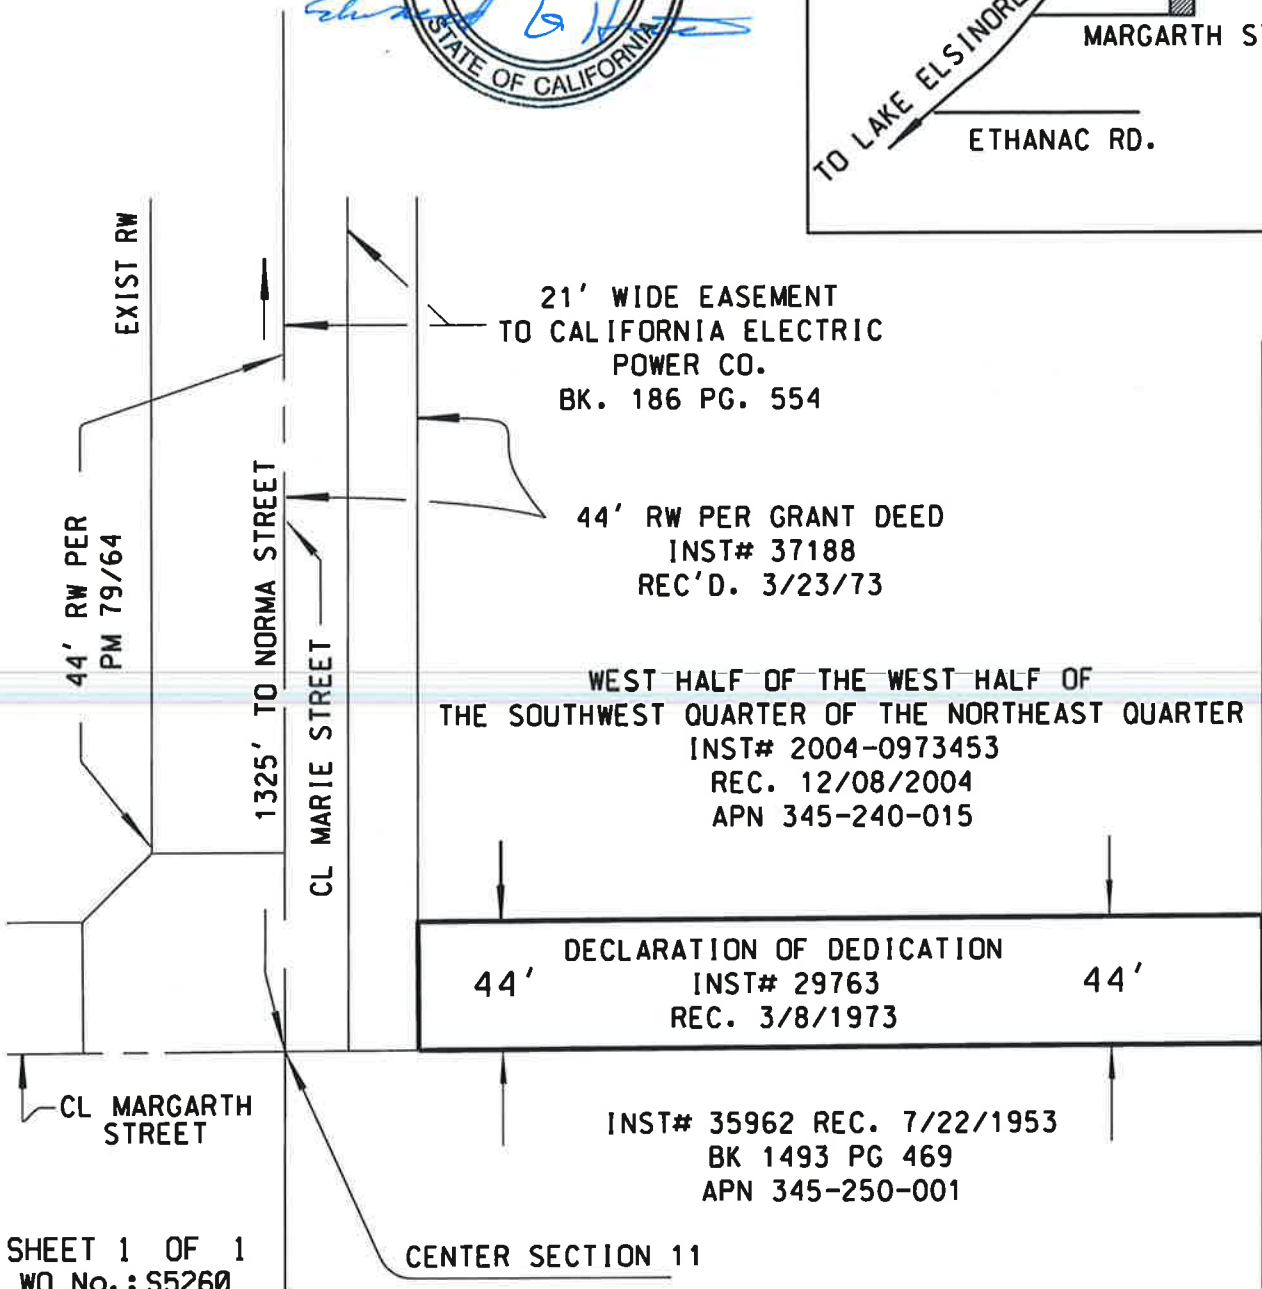 STATE OF CALIFORNIA
TO LAKE ELSINORE
MARGARTH
ETHANAC RD.
EXIST RW
21' WIDE EASEMENT
TO CALIFORNIA ELECTRIC
POWER CO.
BK. 186 PG. 554
44' RW PER
PM 79/64
1325' TO NORMA STREET
CL MARIE STREET
44' RW PER GRANT DEED
INST# 37188
REC'D. 3/23/73
WEST HALF OF THE WEST HALF OF
THE SOUTHWEST QUARTER OF THE NORTHEAST QUARTER
INST# 2004-0973453
REC. 12/08/2004
APN 345-240-015
DECLARATION OF DEDICATION
44' INST# 29763 44'
REC. 3/8/1973
CL MARGARTH
STREET
INST# 35962 REC. 7/22/1953
BK 1493 PG 469
APN 345-250-001
CENTER SECTION 11
SHEET 1 OF 1
WO No.: S5260